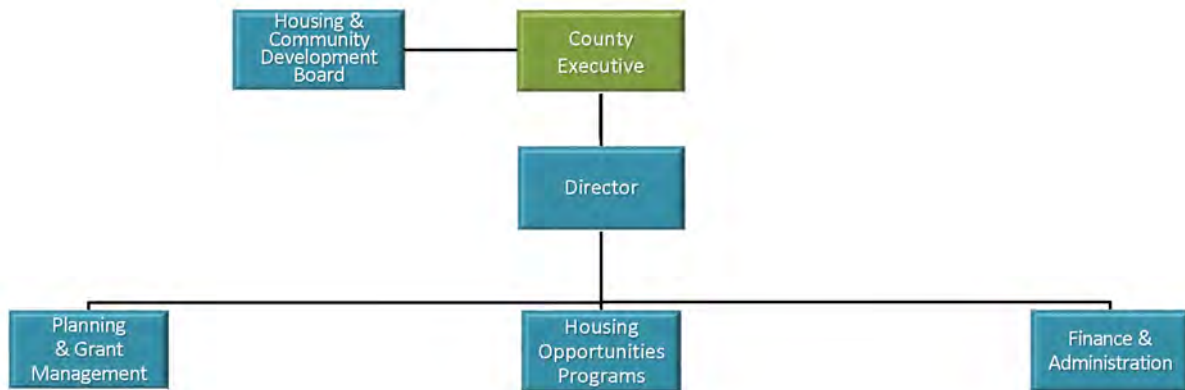 Housing &
Community
Development
Board
County
Executive
Director
Planning
& Grant
Management
Housing
Opportunities
Programs
Finance &
Administration